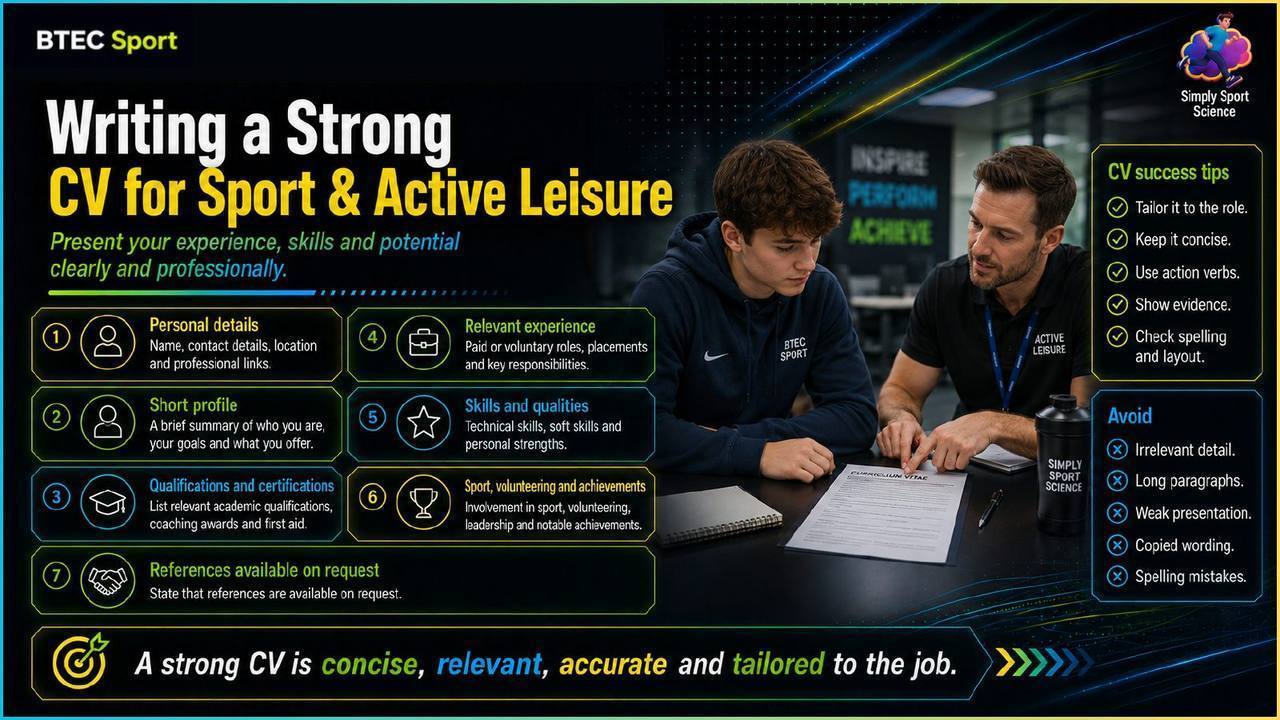 BTEC Sport
Simply Sport
Science
Writing a Strong
CV for Sport & Active Leisure
Present your experience, skills and potential
clearly and professionally.
1
Personal details
Name, contact details, location
and professional links.
2
Short profile
A brief summary of who you are,
your goals and what you offer.
3
Qualifications and certifications
List relevant academic qualifications,
coaching awards and first aid.
4
Relevant experience
Paid or voluntary roles, placements
and key responsibilities.
5
Skills and qualities
Technical skills, soft skills and
personal strengths.
6
Sport, volunteering and achievements
Involvement in sport, volunteering,
leadership and notable achievements.
7
References available on request
State that references are available on request.
INSPIRE
PERFORM
ACHIEVE
BTEC
SPORT
ACTIVE
LEISURE
CURRICULUM VITAE
SIMPLY
SPORT
SCIENCE
CV success tips
Tailor it to the role.
Keep it concise.
Use action verbs.
Show evidence.
Check spelling
and layout.
Avoid
Irrelevant detail.
Long paragraphs.
Weak presentation.
Copied wording.
Spelling mistakes.
A strong CV is concise, relevant, accurate and tailored to the job.